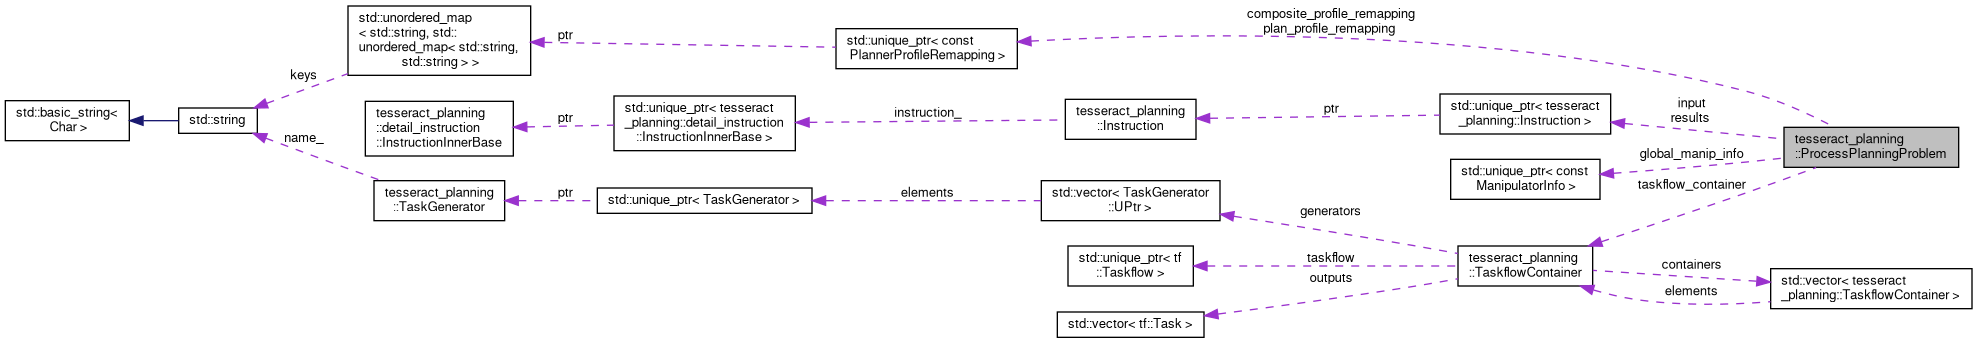 std::unordered_map
< std::string, std::
unordered_map< std::string,
std::string > >
ptr
std::unique_ptr< const
PlannerProfileRemapping >
composite_profile_remapping
plan_profile_remapping
keys
std::basic_string<
Char >
std::string
tesseract_planning
::detail_instruction
::InstructionInnerBase
ptr
std::unique_ptr< tesseract
_planning::detail_instruction
::InstructionInnerBase >
instruction_
tesseract_planning
::Instruction
ptr
std::unique_ptr< tesseract
_planning::Instruction >
input
results
tesseract_planning
::ProcessPlanningProblem
name_
global_manip_info
std::unique_ptr< const
ManipulatorInfo >
taskflow_container
tesseract_planning
::TaskGenerator
ptr
std::unique_ptr< TaskGenerator >
elements
std::vector< TaskGenerator
::UPtr >
generators
std::unique_ptr< tf
::Taskflow >
taskflow
outputs
std::vector< tf::Task >
tesseract_planning
::TaskflowContainer
containers
elements
std::vector< tesseract
_planning::TaskflowContainer >